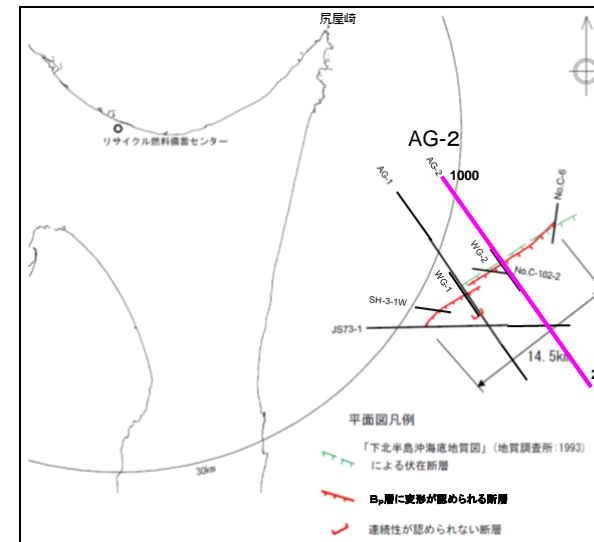 尻屋崎
リサイクル燃料備蓄センター
AG-2
AG-1
AG-2
1000
No.C-6
WG-2
No.C-102-2
WG-1
SH-3-1W
JS73-1
14.5km
2
30km
平面図凡例
「下北半島沖海底地質図」(地質調査所:1993)
による伏在断層
BP層に変形が認められる断層
連続性が認められない断層